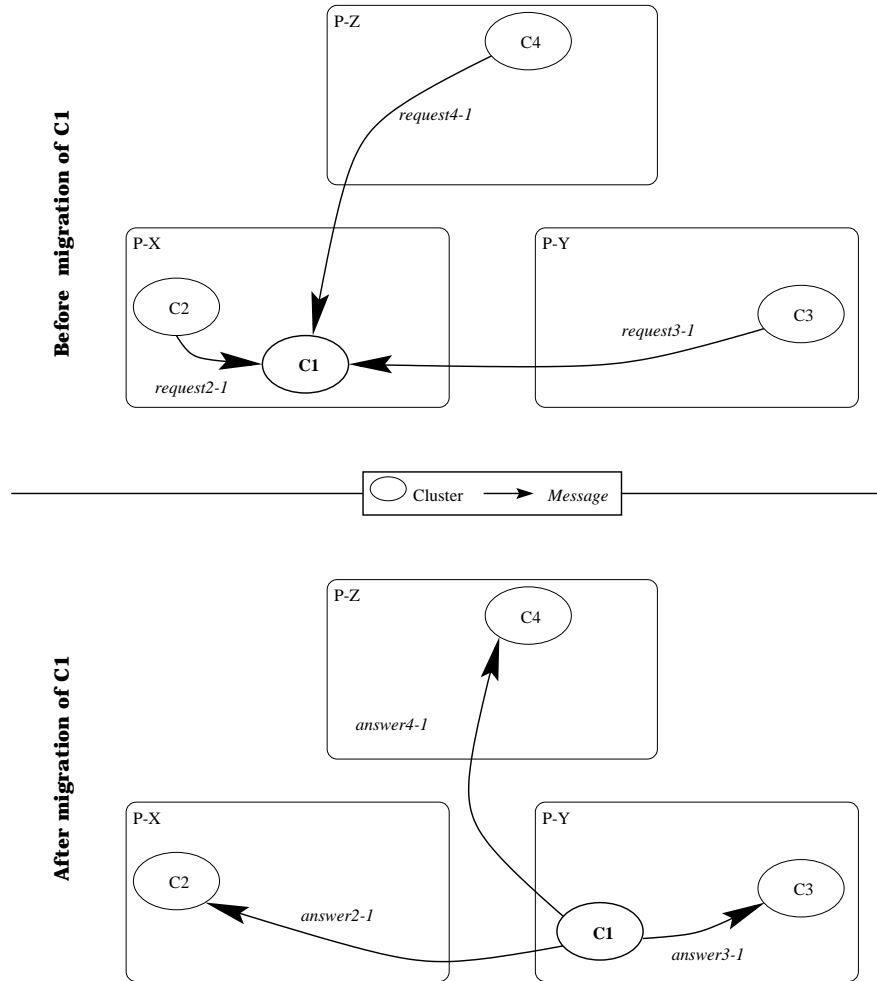 P-Z
C4
request4-1
Before migration of C1
P-X
P-Y
C2
C3
request3-1
C1
request2-1
Cluster
Message
P-Z
C4
After migration of C1
answer4-1
P-X
P-Y
C2
C3
answer2-1
C1
answer3-1